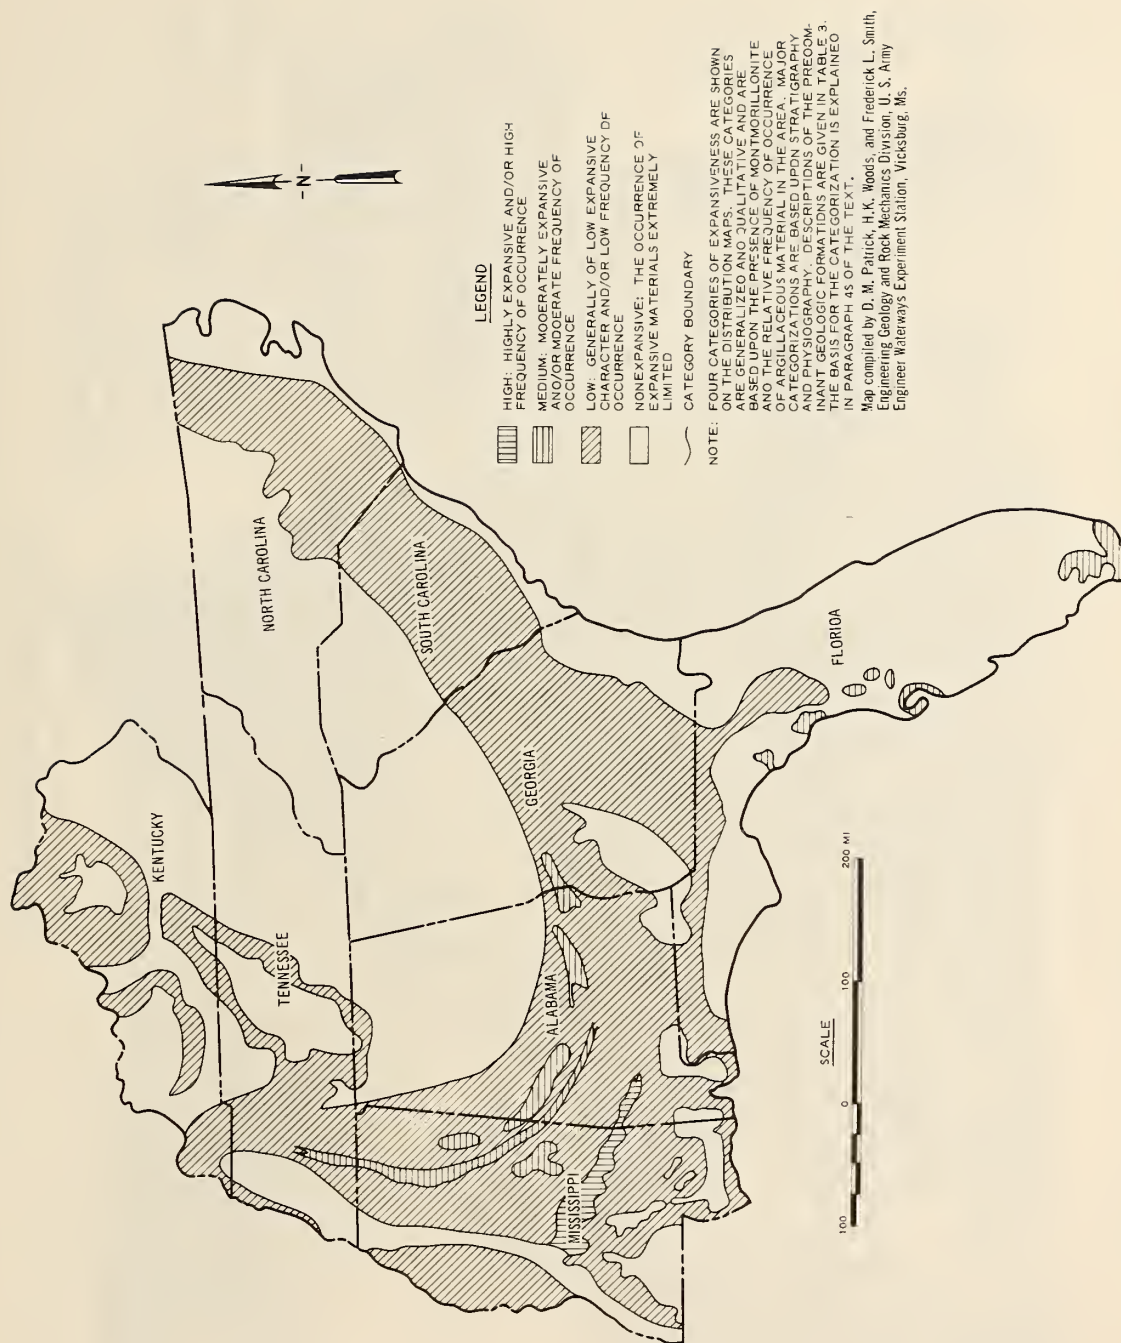 -N-
LEGEND
HIGH: HIGHLY EXPANSIVE AND/OR HIGH
FREQUENCY OF OCCURRENCE
MEDIUM: MODERATELY EXPANSIVE
AND/OR MODERATE FREQUENCY OF
OCCURRENCE
LOW: GENERALLY OF LOW EXPANSIVE
CHARACTER AND/OR LOW FREQUENCY OF
OCCURRENCE
NONEXPANSIVE: THE OCCURRENCE OF
EXPANSIVE MATERIALS EXTREMELY
LIMITED
CATEGORY BOUNDARY
NOTE: FOUR CATEGORIES OF EXPANSIVENESS ARE SHOWN
ON THE DISTRIBUTION MAPS. THESE CATEGORIES
ARE GENERALIZED AND QUALITATIVE AND ARE
BASED UPON THE PRESENCE OF MONTMORILLONITE
AND THE RELATIVE FREQUENCY OF OCCURRENCE
OF ARGILLACEOUS MATERIAL IN THE AREA. MAJOR
CATEGORIZATIONS ARE BASED UPON STRATIGRAPHY
AND PHYSIOGRAPHY. DESCRIPTIONS OF THE PREDOM-
INANT GEOLOGIC FORMATIONS ARE GIVEN IN TABLE 3.
THE BASIS FOR THE CATEGORIZATION IS EXPLAINED
IN PARAGRAPH 45 OF THE TEXT.
Map compiled by D. M. Patrick, H.K. Woods, and Frederick L. Smith,
Engineering Geology and Rock Mechanics Division, U. S. Army
Engineer Waterways Experiment Station, Vicksburg, Ms.
KENTUCKY
NORTH CAROLINA
TENNESSEE
SOUTH CAROLINA
GEORGIA
ALABAMA
MISSISSIPPI
FLORIDA
SCALE
100 0 100 200 MI